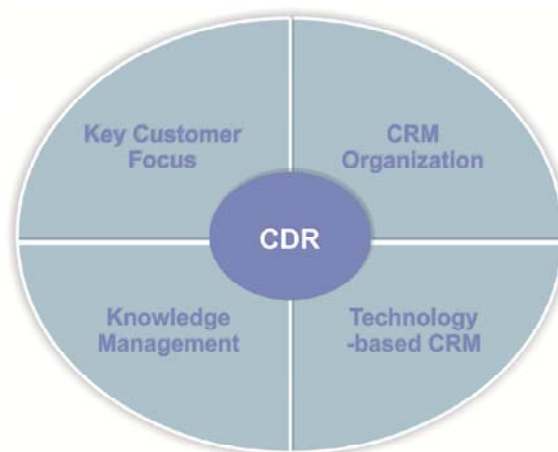 Key Customer
Focus
CRM
Organization
CDR
Knowledge
Management
Technology
-based CRM